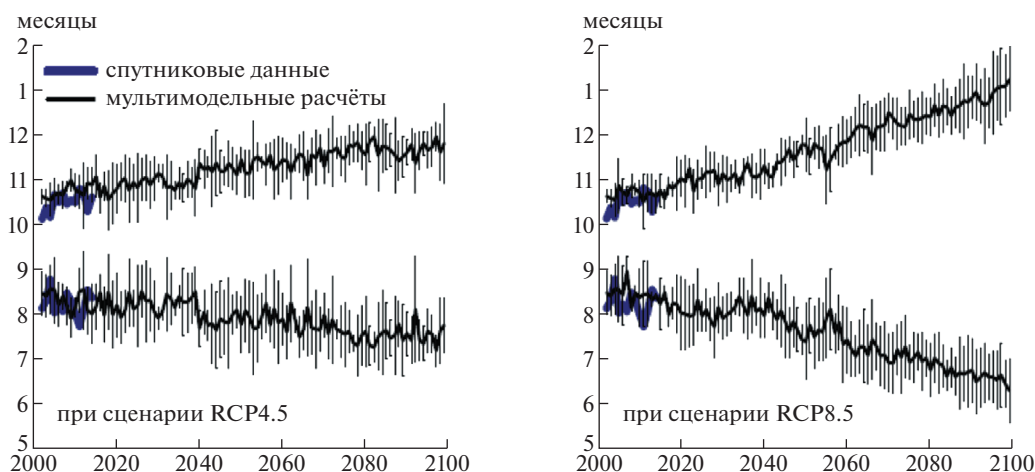 месяцы
2
1
12
11
10
9
8
7
6
5
спутниковые данные
мультимодельные расчёты
при сценарии RCP4.5
2000 2020 2040 2060 2080 2100
месяцы
2
1
12
11
10
9
8
7
6
5
при сценарии RCP8.5
2000 2020 2040 2060 2080 2100